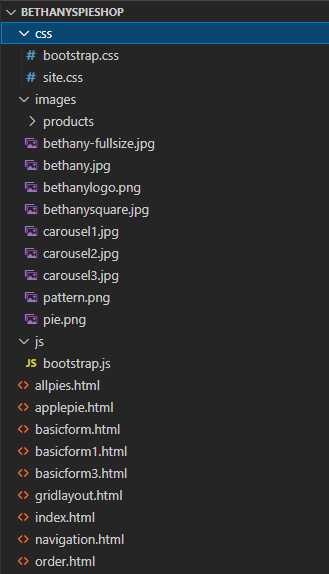 BETHANYSPIESHOP
css
# bootstrap.css
# site.css
images
products
bethany-fullsize.jpg
bethany.jpg
bethanylogo.png
bethanysquare.jpg
carousel1.jpg
carousel2.jpg
carousel3.jpg
pattern.png
pie.png
js
JS bootstrap.js
<> allpies.html
<> applepie.html
<> basicform.html
<> basicform1.html
<> basicform3.html
<> gridlayout.html
<> index.html
<> navigation.html
<> order.html